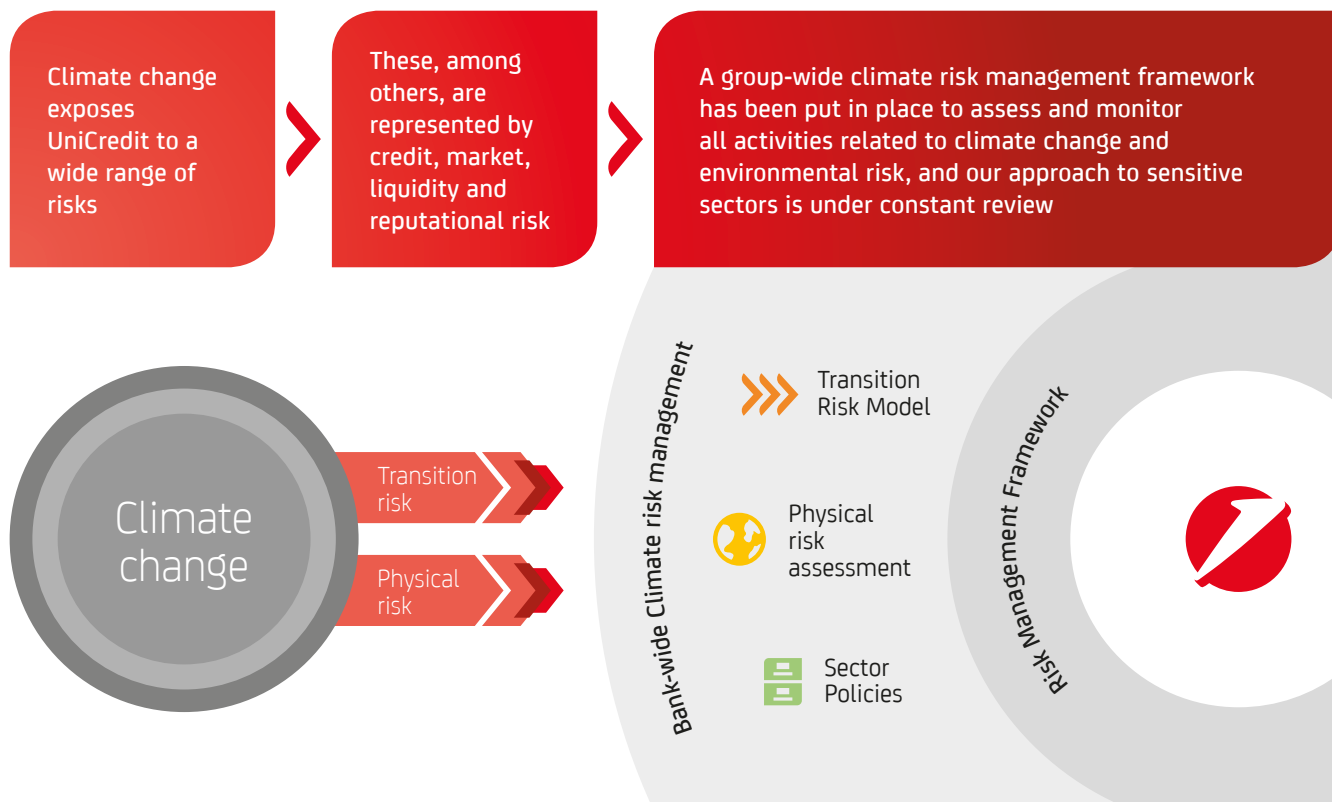 Climate change
exposes
UniCredit to a
wide range of
risks
These, among
others, are
represented by
credit, market,
liquidity and
reputational risk
A group-wide climate risk management framework
has been put in place to assess and monitor
all activities related to climate change and
environmental risk, and our approach to sensitive
sectors is under constant review
Climate
change
Transition
risk
Physical
risk
Bank-wide Climate risk management
Transition
Risk Model
Physical
risk
assessment
Sector
Policies
Risk Management Framework